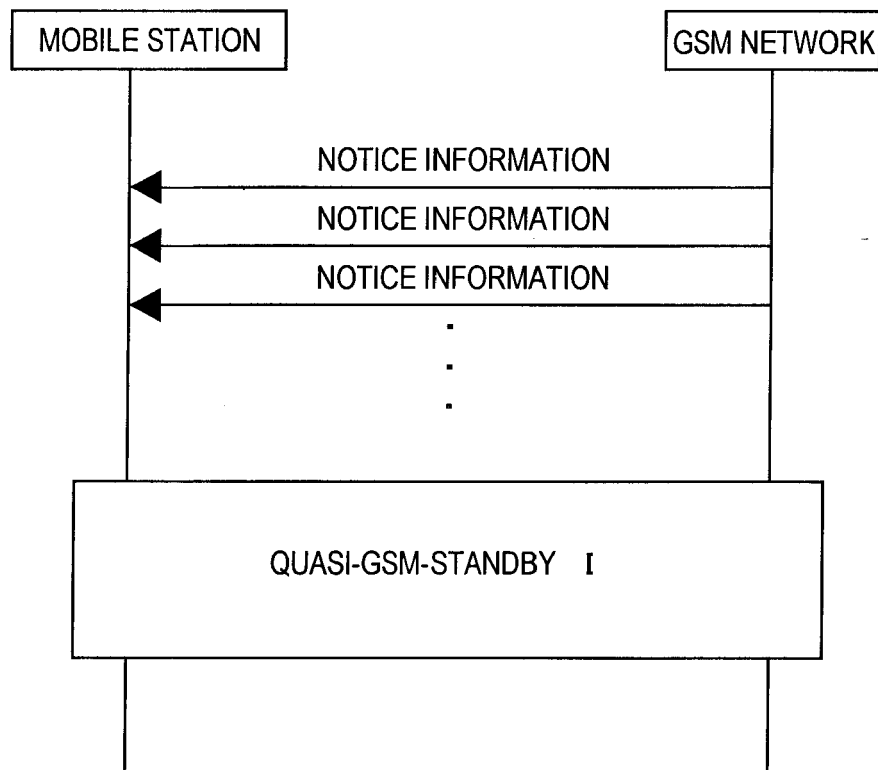 MOBILE STATION
GSM NETWORK
NOTICE INFORMATION
NOTICE INFORMATION
NOTICE INFORMATION
QUASI-GSM-STANDBY I